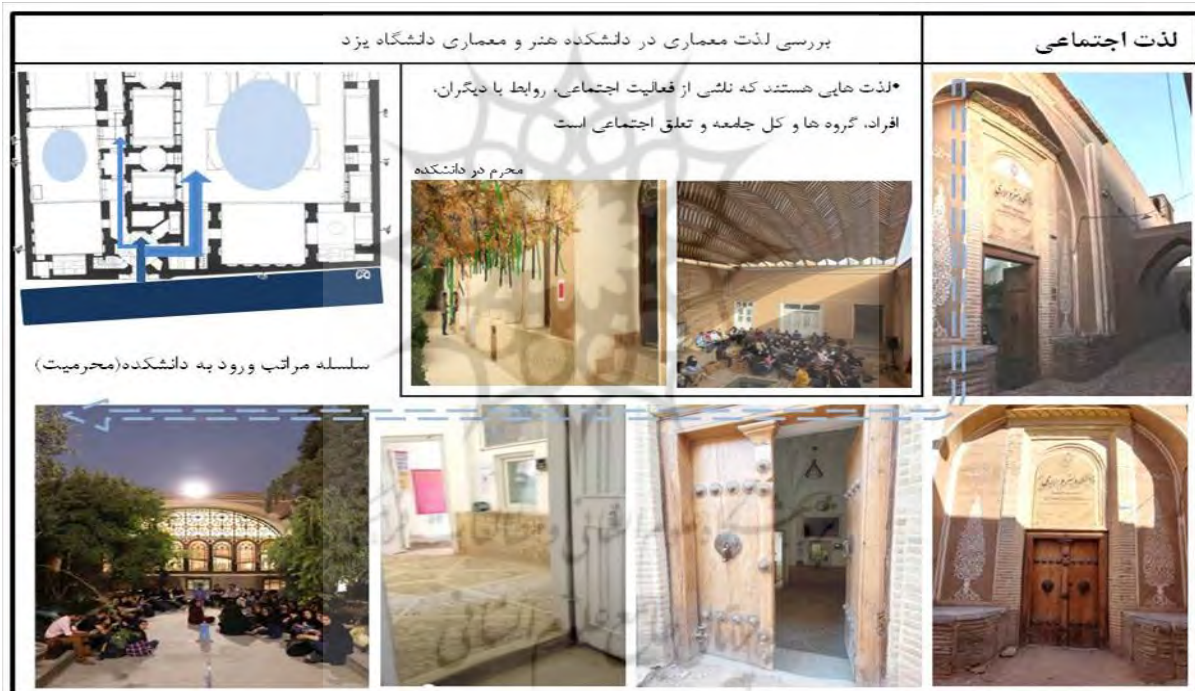 لذت اجتماعی
بررسی لذت معماری در دانشکده هنر و معماری دانشگاه یزد
•لذت هایی هستند که ناشی از فعالیت اجتماعی، روابط با دیگران،
افراد، گروه ها و کل جامعه و تعلق اجتماعی است
محرم در دانشکده
سلسله مراتب ورود به دانشکده(محرمیت)